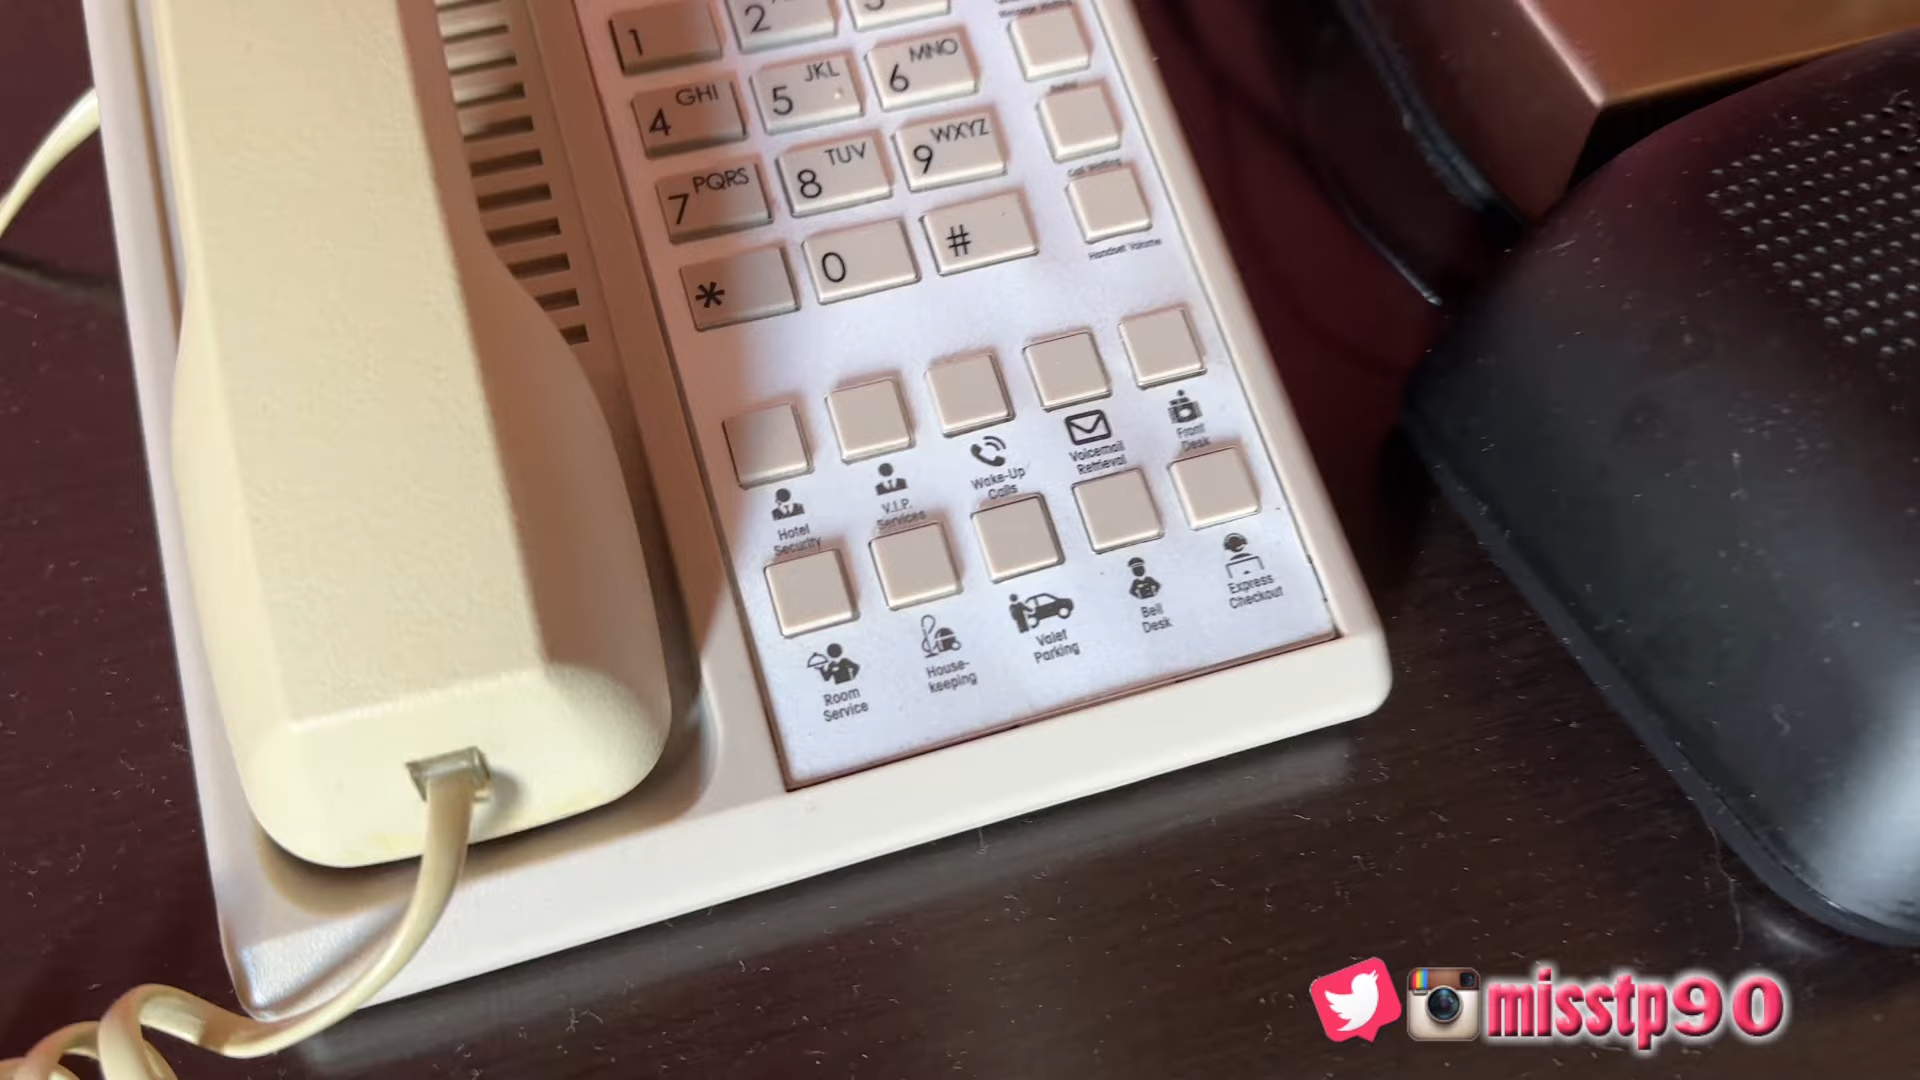 1
2
4 GHI
5 JKL
6 MNO
7 PQRS
8 TUV
9 WXYZ
*
0
#
Handset Volume
Hotel
Security
V.I.P.
Services
Wake-Up
Calls
Voicemail
Retrieval
Front
Desk
Room
Service
House-
keeping
Valet
Parking
Bell
Desk
Express
Checkout
misstp90